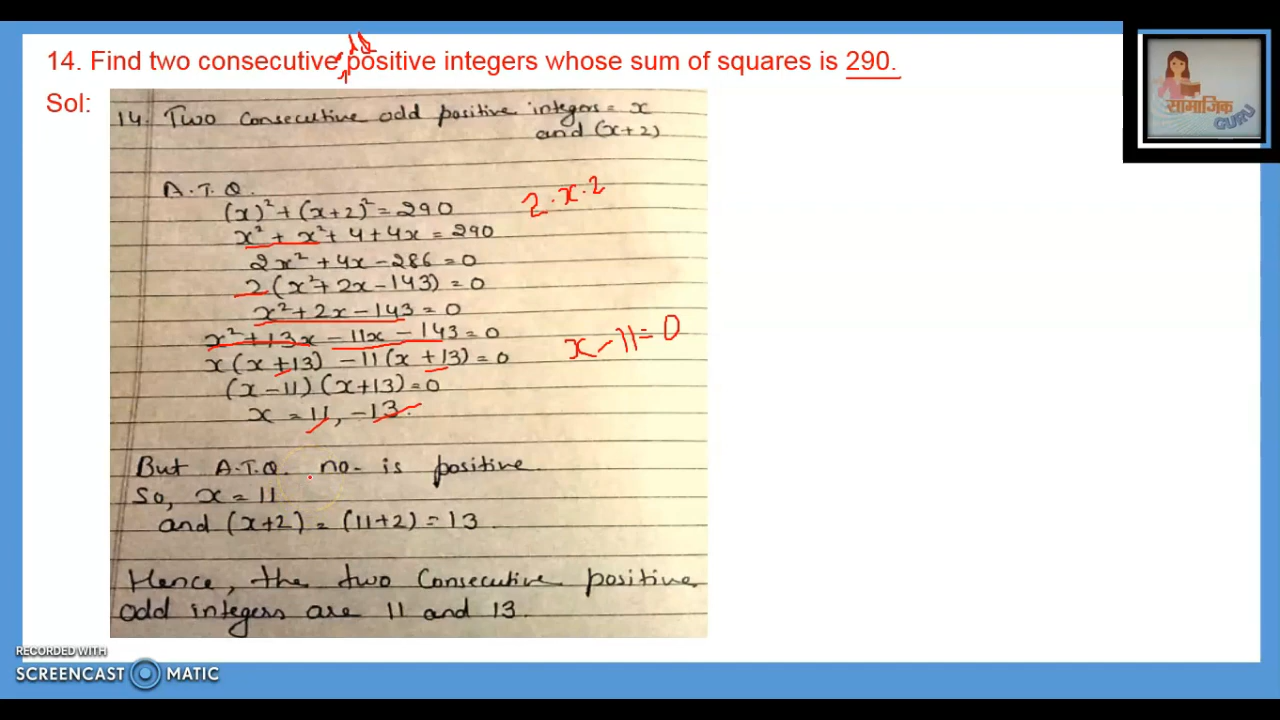 14. Find two consecutive odd positive integers whose sum of squares is 290.
Sol:
14. Two Consecutive odd positive integers = x
and (x+2)
A.T.Q.
(x)² + (x+2)² = 290
x² + x² + 4 + 4x = 290
2x² + 4x - 286 = 0
2(x² + 2x - 143) = 0
x² + 2x - 143 = 0
x² + 13x - 11x - 143 = 0
x(x+13) - 11(x+13) = 0
(x-11)(x+13) = 0
x = 11, -13.
2.x.2
x-11=0
But A.T.Q. no. is positive.
So, x = 11
and (x+2) = (11+2) = 13
Hence, the two Consecutive positive
odd integers are 11 and 13.
सामाजिक
GURU
RECORDED WITH
SCREENCAST MATIC